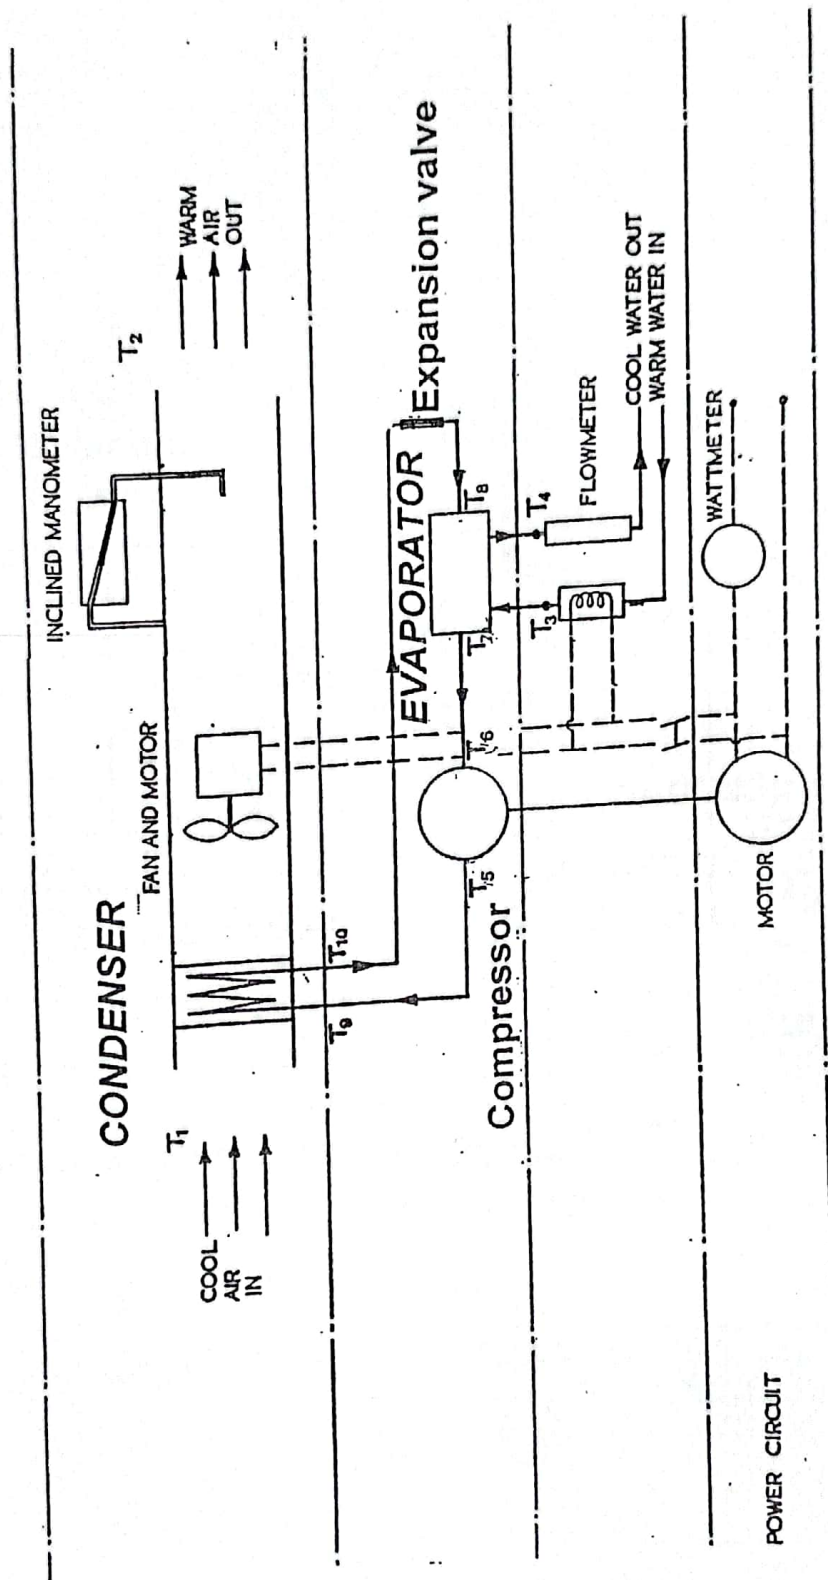 INCLINED MANOMETER
T2
WARM
AIR
OUT
CONDENSER
FAN AND MOTOR
T1
COOL
AIR
IN
T9
T10
EVAPORATOR
Expansion valve
T8
T7
T6
T5
Compressor
T3
T4
FLOWMETER
COOL WATER OUT
WARM WATER IN
WATTMETER
MOTOR
POWER CIRCUIT